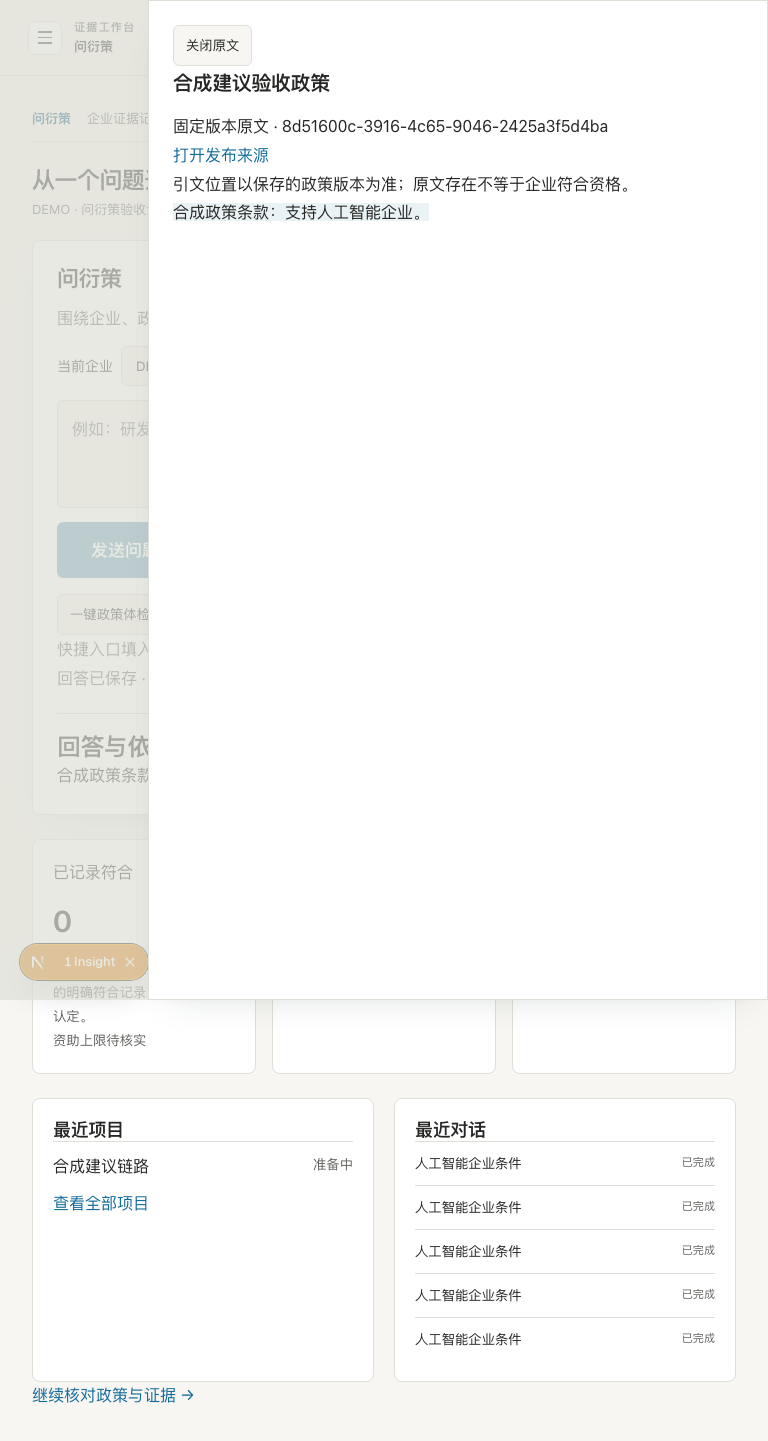 证据工作台
问衍策
问衍策 企业证据记
从一个问题
DEMO · 问衍策验收
问衍策
围绕企业、政
当前企业
例如：研发
发送问题
一键政策体检
快捷入口填入
回答已保存 ·
回答与依
合成政策条款
已记录符合
0
1 Insight
的明确符合记录
认定。
资助上限待核实
关闭原文
合成建议验收政策
固定版本原文 · 8d51600c-3916-4c65-9046-2425a3f5d4ba
打开发布来源
引文位置以保存的政策版本为准；原文存在不等于企业符合资格。
合成政策条款：支持人工智能企业。
最近项目
合成建议链路 准备中
查看全部项目
最近对话
人工智能企业条件 已完成
人工智能企业条件 已完成
人工智能企业条件 已完成
人工智能企业条件 已完成
人工智能企业条件 已完成
继续核对政策与证据 →